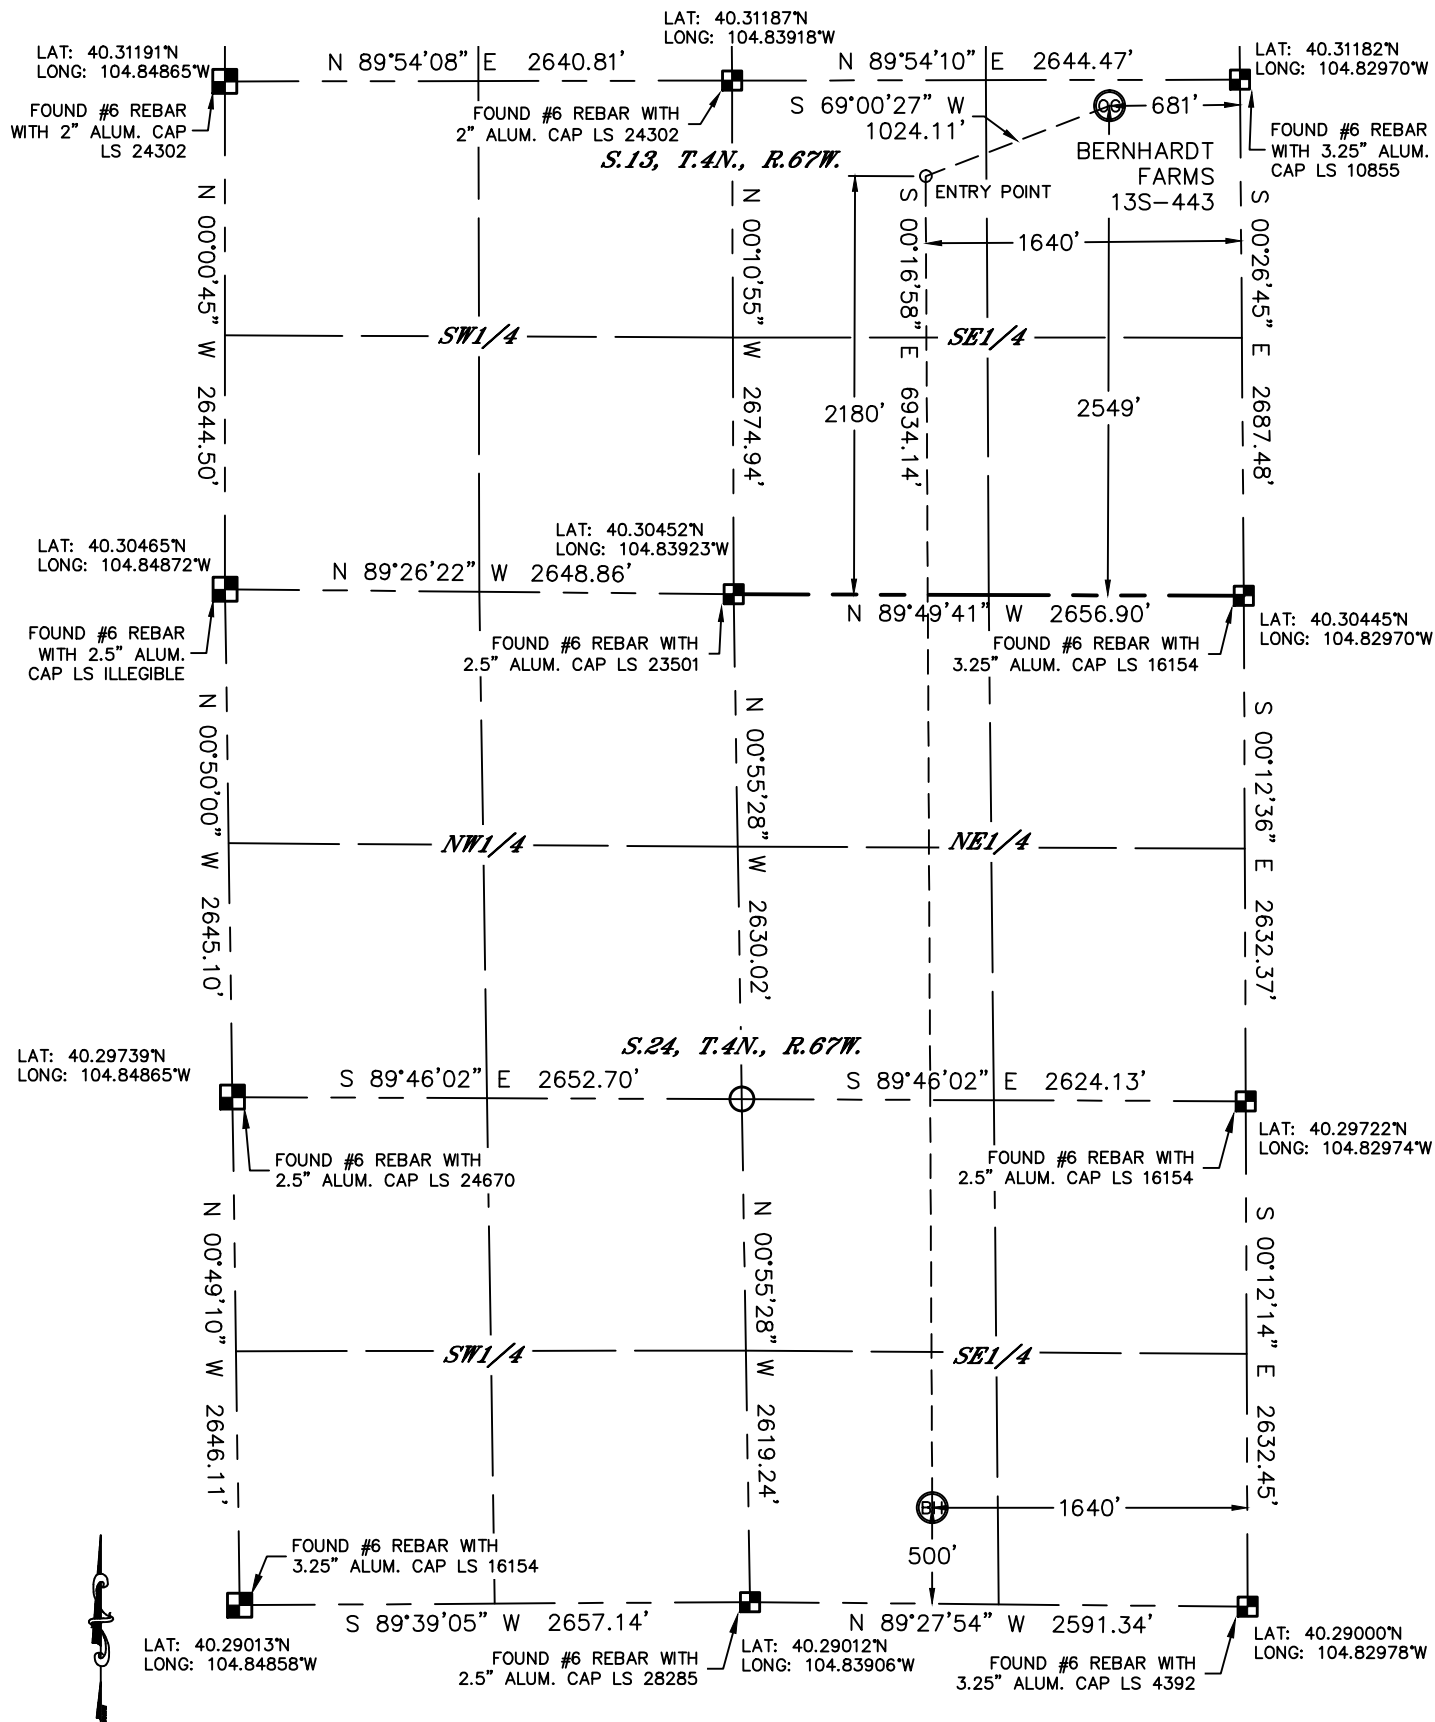 LAT: 40.31187°N
LONG: 104.83918°W
LAT: 40.31191°N
LONG: 104.84865°W
N 89°54'08" E 2640.81'
N 89°54'10" E 2644.47'
LAT: 40.31182°N
LONG: 104.82970°W
FOUND #6 REBAR
WITH 2" ALUM. CAP
LS 24302
FOUND #6 REBAR WITH
2" ALUM. CAP LS 24302
S 69°00'27" W
1024.11'
OG
681'
FOUND #6 REBAR
WITH 3.25" ALUM.
CAP LS 10855
S.13, T.4N., R.67W.
BERNHARDT
FARMS
13S-443
ENTRY POINT
N 00°00'45" W 2644.50'
N 00°10'55" W 2674.94'
S 00°16'58" E 6934.14'
S 00°26'45" E 2687.48'
1640'
SW1/4
SE1/4
2180'
2549'
LAT: 40.30465°N
LONG: 104.84872°W
LAT: 40.30452°N
LONG: 104.83923°W
N 89°26'22" W 2648.86'
N 89°49'41" W 2656.90'
LAT: 40.30445°N
LONG: 104.82970°W
FOUND #6 REBAR
WITH 2.5" ALUM.
CAP LS ILLEGIBLE
FOUND #6 REBAR WITH
2.5" ALUM. CAP LS 23501
FOUND #6 REBAR WITH
3.25" ALUM. CAP LS 16154
N 00°50'00" W 2645.10'
N 00°55'28" W 2630.02'
S 00°12'36" E 2632.37'
NW1/4
NE1/4
S.24, T.4N., R.67W.
LAT: 40.29739°N
LONG: 104.84865°W
S 89°46'02" E 2652.70'
S 89°46'02" E 2624.13'
LAT: 40.29722°N
LONG: 104.82974°W
FOUND #6 REBAR WITH
2.5" ALUM. CAP LS 24670
FOUND #6 REBAR WITH
2.5" ALUM. CAP LS 16154
N 00°49'10" W 2646.11'
N 00°55'28" W 2619.24'
S 00°12'14" E 2632.45'
SW1/4
SE1/4
BH
1640'
500'
FOUND #6 REBAR WITH
3.25" ALUM. CAP LS 16154
S 89°39'05" W 2657.14'
N 89°27'54" W 2591.34'
LAT: 40.29013°N
LONG: 104.84858°W
FOUND #6 REBAR WITH
2.5" ALUM. CAP LS 28285
LAT: 40.29012°N
LONG: 104.83906°W
FOUND #6 REBAR WITH
3.25" ALUM. CAP LS 4392
LAT: 40.29000°N
LONG: 104.82978°W